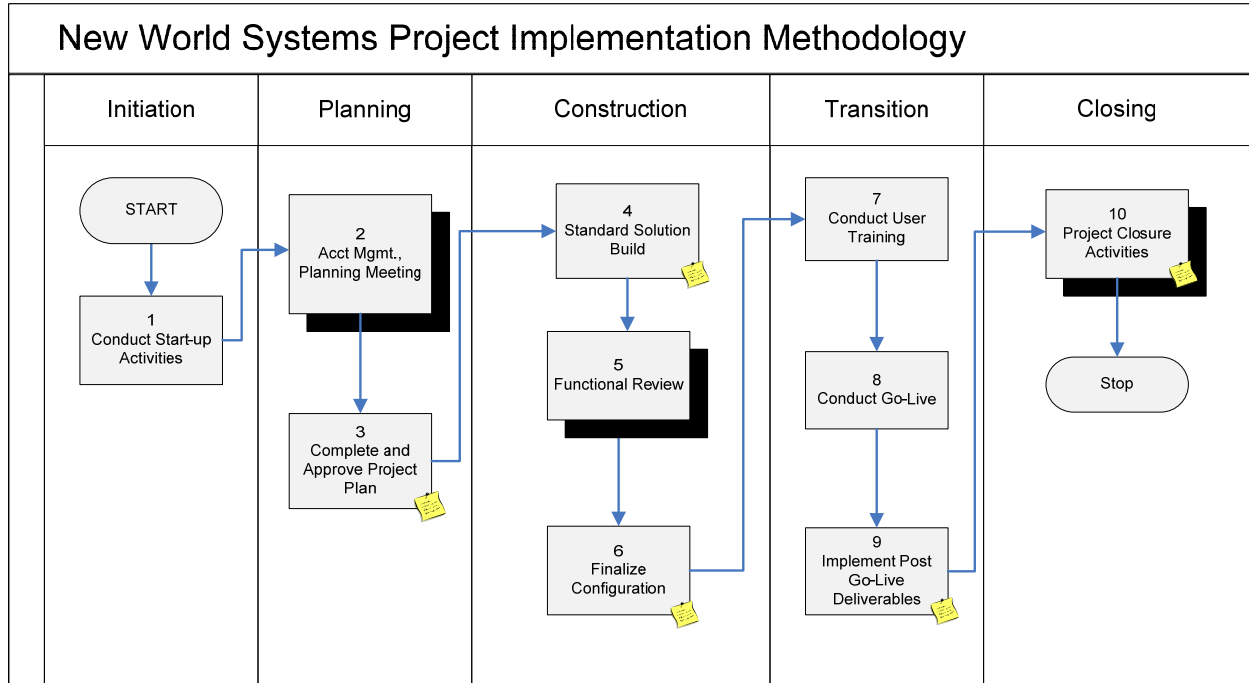 New World Systems Project Implementation Methodology
Initiation
Planning
Construction
Transition
Closing
START
1
Conduct Start-up
Activities
2
Acct Mgmt.,
Planning Meeting
3
Complete and
Approve Project
Plan
4
Standard Solution
Build
5
Functional Review
6
Finalize
Configuration
7
Conduct User
Training
8
Conduct Go-Live
9
Implement Post
Go-Live
Deliverables
10
Project Closure
Activities
Stop